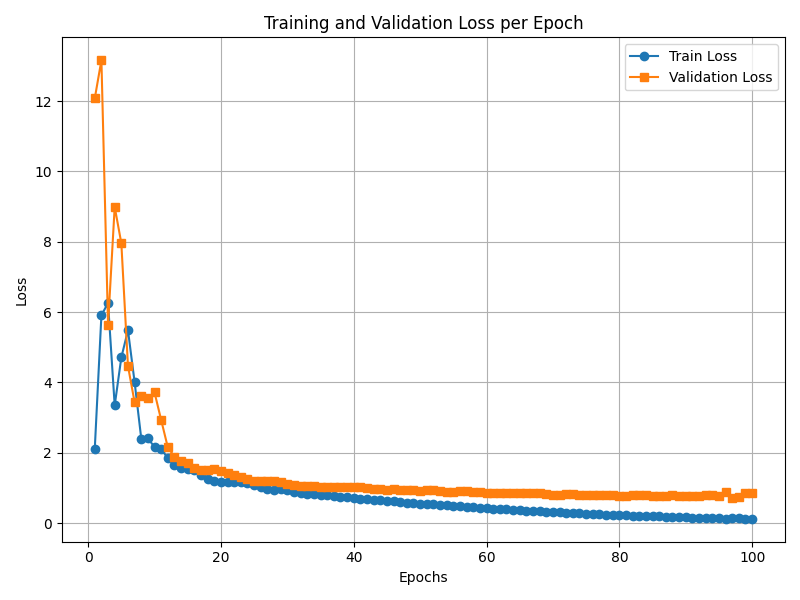 Training and Validation Loss per Epoch
Train Loss
Validation Loss
Loss
12
10
8
6
4
2
0
0 20 40 60 80 100
Epochs